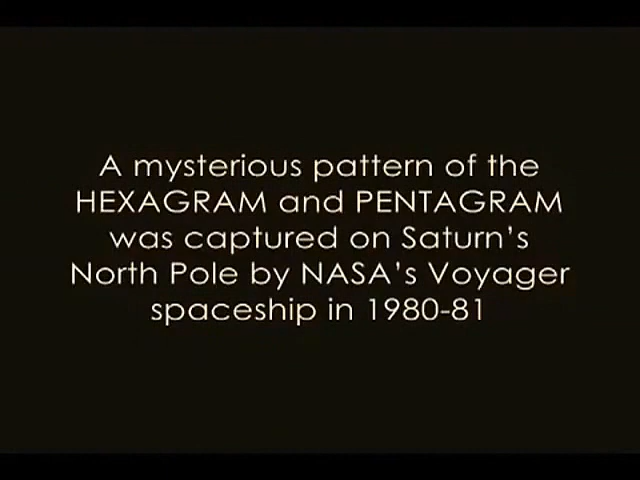 A mysterious pattern of the
HEXAGRAM and PENTAGRAM
was captured on Saturn's
North Pole by NASA's Voyager
spaceship in 1980-81